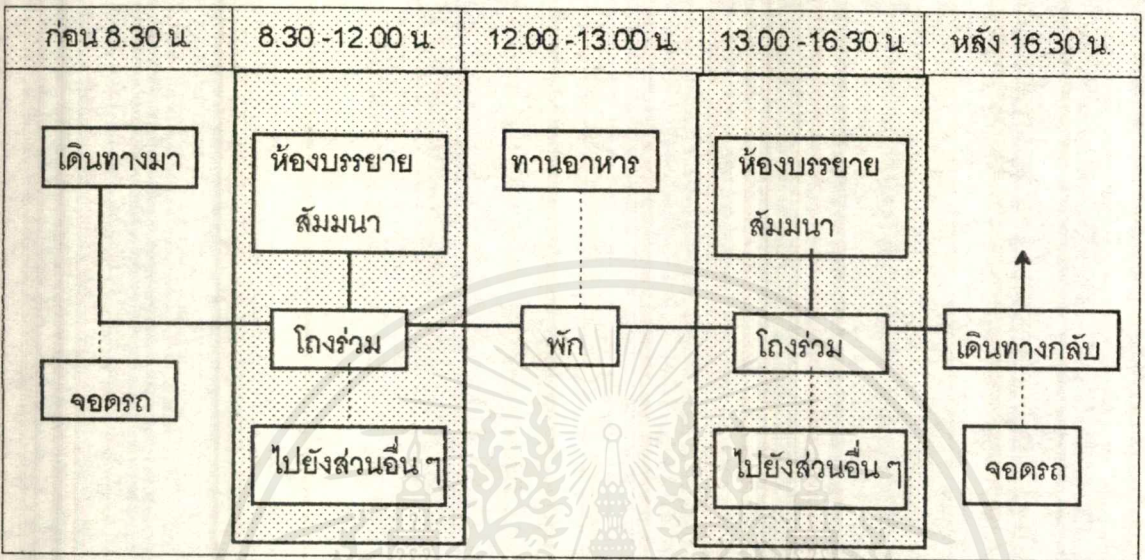 ก่อน 8.30 น.
8.30 -12.00 น.
12.00 -13.00 น.
13.00 -16.30 น.
หลัง 16.30 น.
เดินทางมา
ห้องบรรยาย
สัมมนา
ทานอาหาร
ห้องบรรยาย
สัมมนา
โถงร่วม
พัก
โถงร่วม
เดินทางกลับ
จอดรถ
ไปยังส่วนอื่น ๆ
ไปยังส่วนอื่น ๆ
จอดรถ